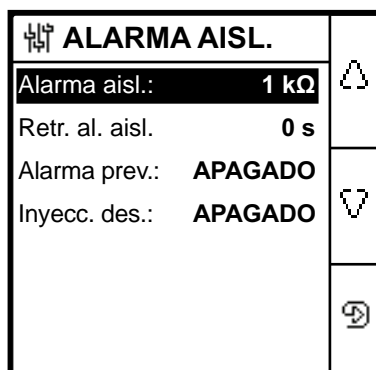 ALARMA AISL.
Alarma aisl.: 1 kΩ
Retr. al. aisl. 0 s
Alarma prev.: APAGADO
Inyecc. des.: APAGADO